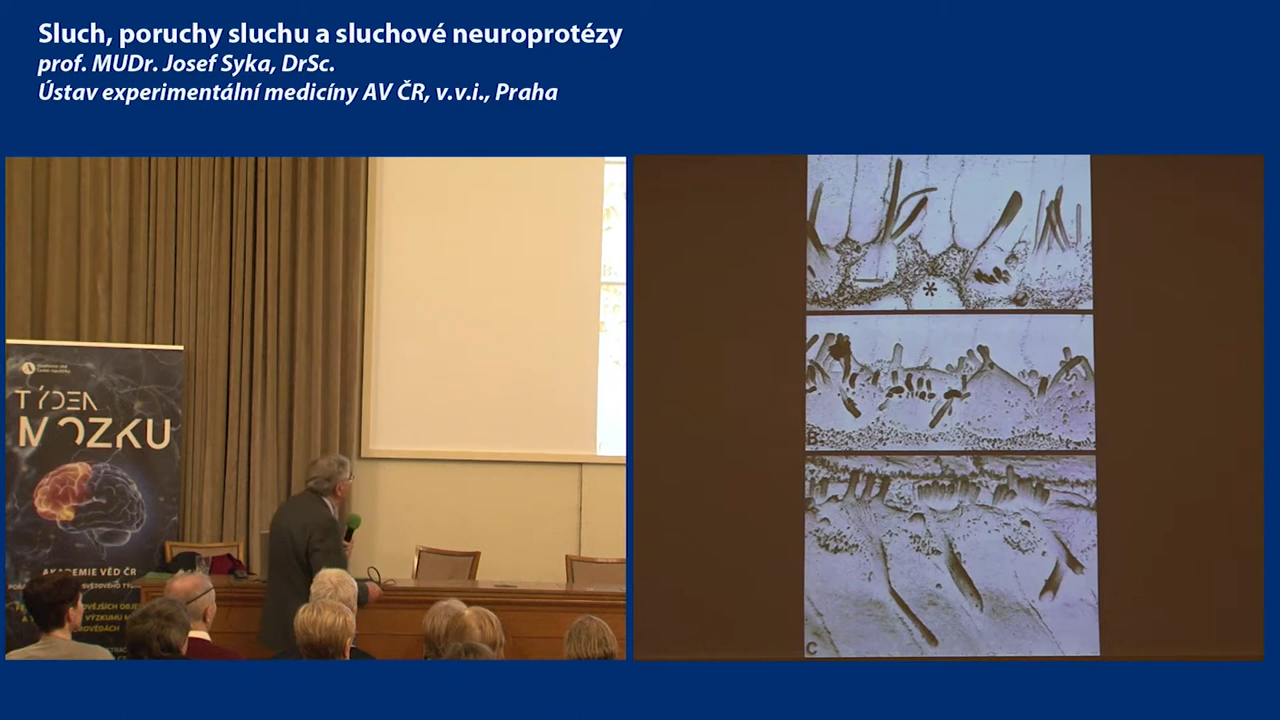 Sluch, poruchy sluchu a sluchové neuroprotézy
prof. MUDr. Josef Syka, DrSc.
Ústav experimentální medicíny AV ČR, v.v.i., Praha
TÝDEN
MOZKU
AKADEMIE VĚD ČR
*
B
C